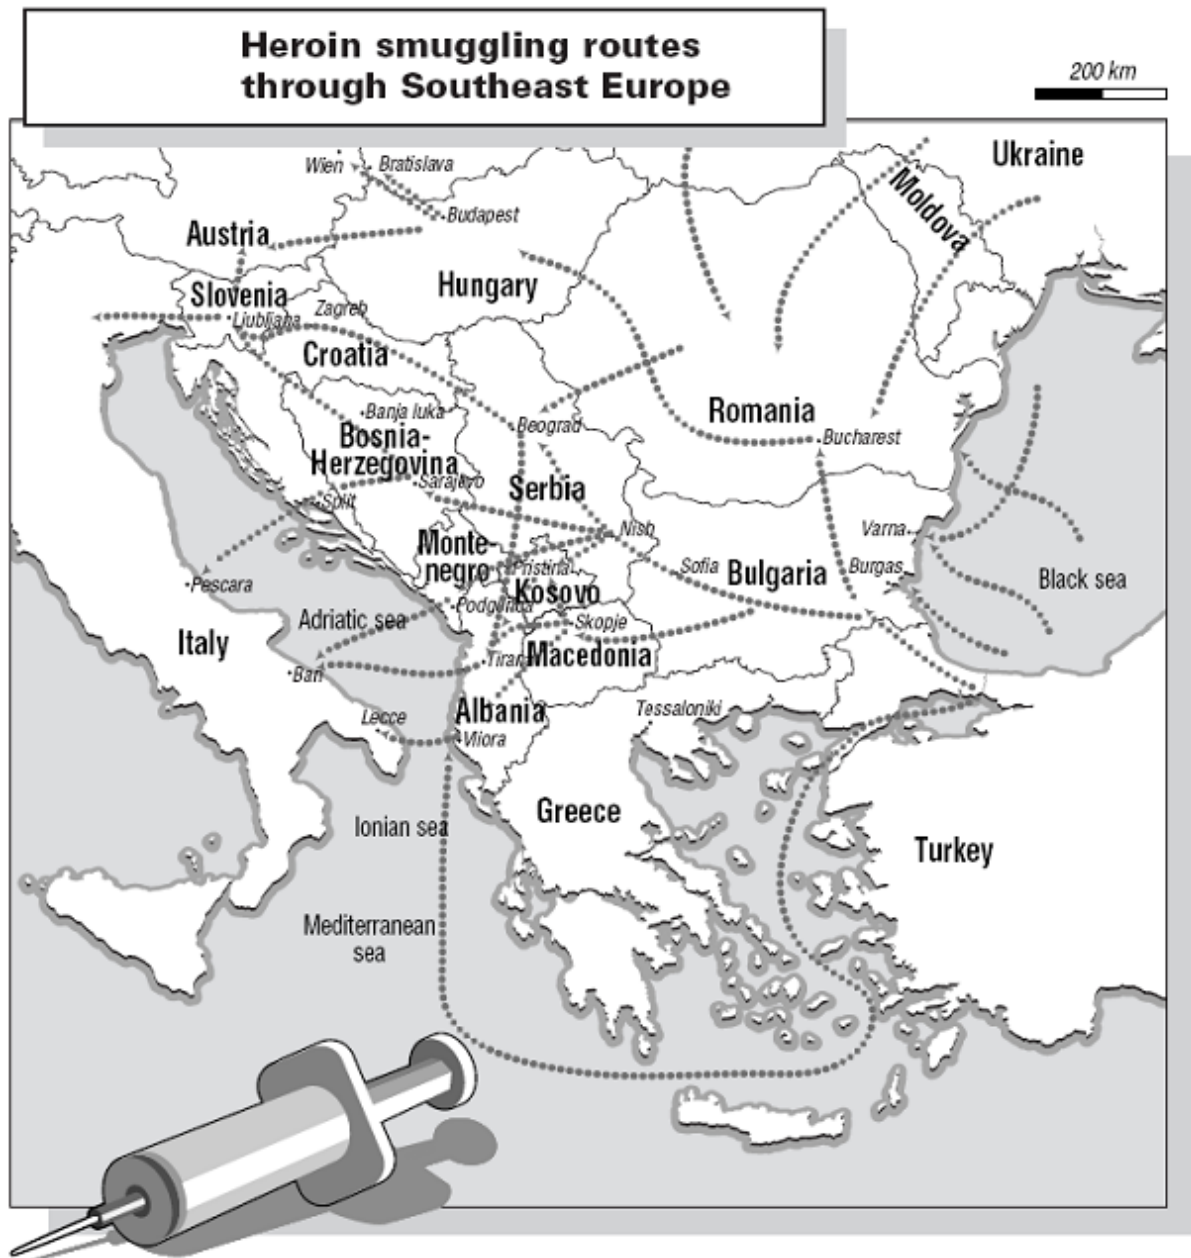 Heroin smuggling routes
through Southeast Europe
200 km
Ukraine
Moldova
Wien
Bratislava
Budapest
Austria
Hungary
Slovenia
Ljubljana
Zagreb
Croatia
Romania
Bucharest
Banja luka
Bosnia-
Herzegovina
Beograd
Sarajevo
Serbia
Split
Nish
Varna
Monte-
negro
Pristina
Kosovo
Sofia
Bulgaria
Burgas
Black sea
Pescara
Podgorica
Adriatic sea
Skopje
Italy
Macedonia
Tirana
Bari
Lecce
Albania
Vliora
Tessaloniki
Greece
Ionian sea
Turkey
Mediterranean
sea